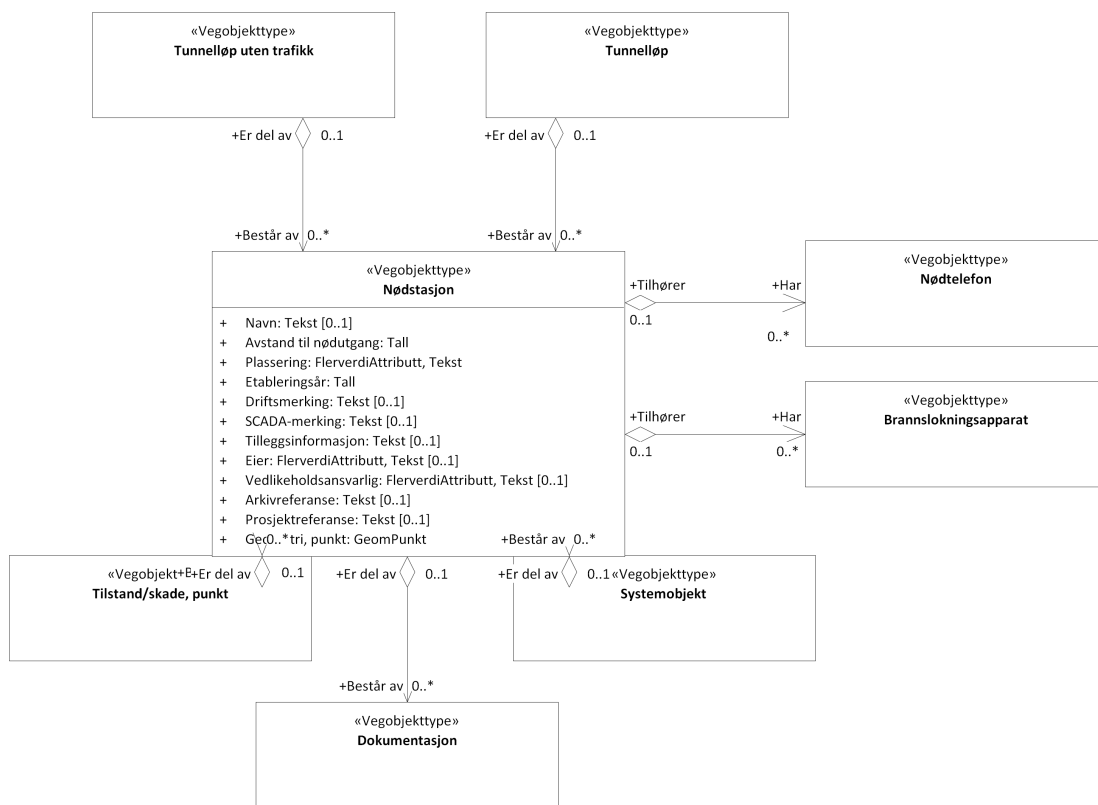 «Vegobjekttype»
Tunnelløp uten trafikk
«Vegobjekttype»
Tunnelløp
+Er del av 0..1
+Er del av 0..1
+Består av 0..*
+Består av 0..*
«Vegobjekttype»
Nødstasjon
+ Navn: Tekst [0..1]
+ Avstand til nødutgang: Tall
+ Plassering: FlerverdiAttributt, Tekst
+ Etableringsår: Tall
+ Driftsmerking: Tekst [0..1]
+ SCADA-merking: Tekst [0..1]
+ Tilleggsinformasjon: Tekst [0..1]
+ Eier: FlerverdiAttributt, Tekst [0..1]
+ Vedlikeholdsansvarlig: FlerverdiAttributt, Tekst [0..1]
+ Arkivreferanse: Tekst [0..1]
+ Prosjektreferanse: Tekst [0..1]
+ 0..* tri, punkt: GeomPunkt
+Tilhører +Har
0..1 0..*
«Vegobjekttype»
Nødtelefon
+Tilhører +Har
0..1 0..*
«Vegobjekttype»
Brannslokningsapparat
+Består av 0..*
+Er del av 0..1
«Vegobjekt
Tilstand/skade, punkt
+Er del av 0..1
+Er del av 0..1
«Vegobjekttype»
Systemobjekt
+Består av 0..*
«Vegobjekttype»
Dokumentasjon